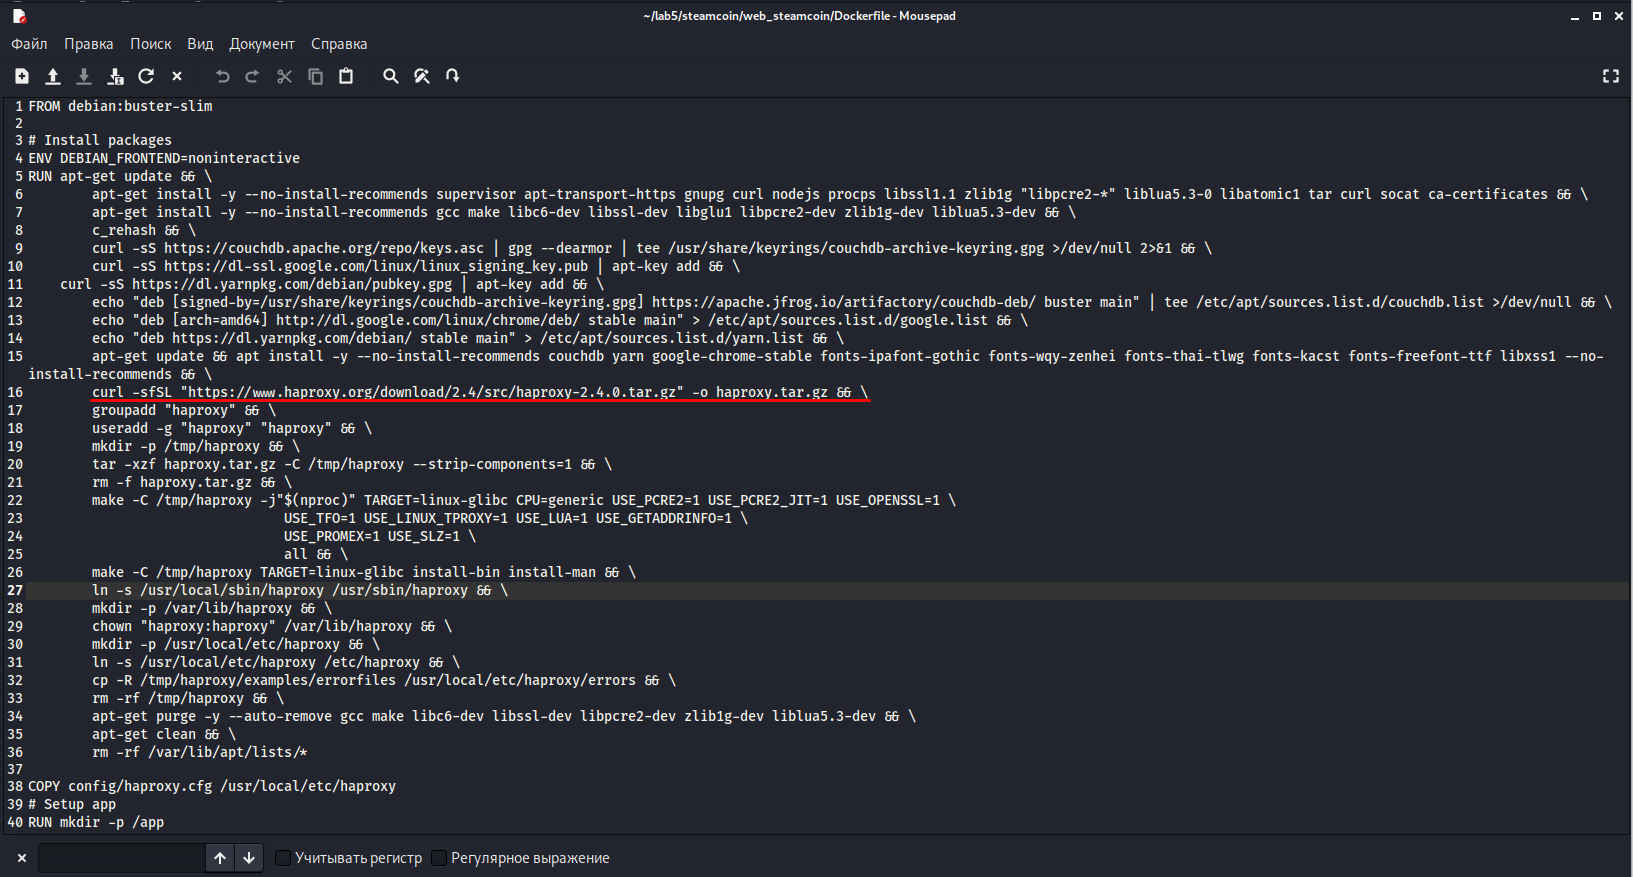 ~/lab5/steamcoin/web_steamcoin/Dockerfile - Mousepad
Файл Правка Поиск Вид Документ Справка
1 FROM debian:buster-slim
2
3 # Install packages
4 ENV DEBIAN_FRONTEND=noninteractive
5 RUN apt-get update && \
6 apt-get install -y --no-install-recommends supervisor apt-transport-https gnupg curl nodejs procps libssl1.1 zlib1g "libpcre2-*" liblua5.3-0 libatomic1 tar curl socat ca-certificates && \
7 apt-get install -y --no-install-recommends gcc make libc6-dev libssl-dev libglu1 libpcre2-dev zlib1g-dev liblua5.3-dev && \
8 c_rehash && \
9 curl -sS https://couchdb.apache.org/repo/keys.asc | gpg --dearmor | tee /usr/share/keyrings/couchdb-archive-keyring.gpg >/dev/null 2>&1 && \
10 curl -sS https://dl-ssl.google.com/linux/linux_signing_key.pub | apt-key add && \
11 curl -sS https://dl.yarnpkg.com/debian/pubkey.gpg | apt-key add && \
12 echo "deb [signed-by=/usr/share/keyrings/couchdb-archive-keyring.gpg] https://apache.jfrog.io/artifactory/couchdb-deb/ buster main" | tee /etc/apt/sources.list.d/couchdb.list >/dev/null && \
13 echo "deb [arch=amd64] http://dl.google.com/linux/chrome/deb/ stable main" > /etc/apt/sources.list.d/google.list && \
14 echo "deb https://dl.yarnpkg.com/debian/ stable main" > /etc/apt/sources.list.d/yarn.list && \
15 apt-get update && apt install -y --no-install-recommends couchdb yarn google-chrome-stable fonts-ipafont-gothic fonts-wqy-zenhei fonts-thai-tlwg fonts-kacst fonts-freefont-ttf libxss1 --no-
install-recommends && \
16 curl -sfSL "https://www.haproxy.org/download/2.4/src/haproxy-2.4.0.tar.gz" -o haproxy.tar.gz && \
17 groupadd "haproxy" && \
18 useradd -g "haproxy" "haproxy" && \
19 mkdir -p /tmp/haproxy && \
20 tar -xzf haproxy.tar.gz -C /tmp/haproxy --strip-components=1 && \
21 rm -f haproxy.tar.gz && \
22 make -C /tmp/haproxy -j"$(nproc)" TARGET=linux-glibc CPU=generic USE_PCRE2=1 USE_PCRE2_JIT=1 USE_OPENSSL=1 \
23 USE_TFO=1 USE_LINUX_TPROXY=1 USE_LUA=1 USE_GETADDRINFO=1 \
24 USE_PROMEX=1 USE_SLZ=1 \
25 all && \
26 make -C /tmp/haproxy TARGET=linux-glibc install-bin install-man && \
27 ln -s /usr/local/sbin/haproxy /usr/sbin/haproxy && \
28 mkdir -p /var/lib/haproxy && \
29 chown "haproxy:haproxy" /var/lib/haproxy && \
30 mkdir -p /usr/local/etc/haproxy && \
31 ln -s /usr/local/etc/haproxy /etc/haproxy && \
32 cp -R /tmp/haproxy/examples/errorfiles /usr/local/etc/haproxy/errors && \
33 rm -rf /tmp/haproxy && \
34 apt-get purge -y --auto-remove gcc make libc6-dev libssl-dev libpcre2-dev zlib1g-dev liblua5.3-dev && \
35 apt-get clean && \
36 rm -rf /var/lib/apt/lists/*
37
38 COPY config/haproxy.cfg /usr/local/etc/haproxy
39 # Setup app
40 RUN mkdir -p /app
Учитывать регистр Регулярное выражение